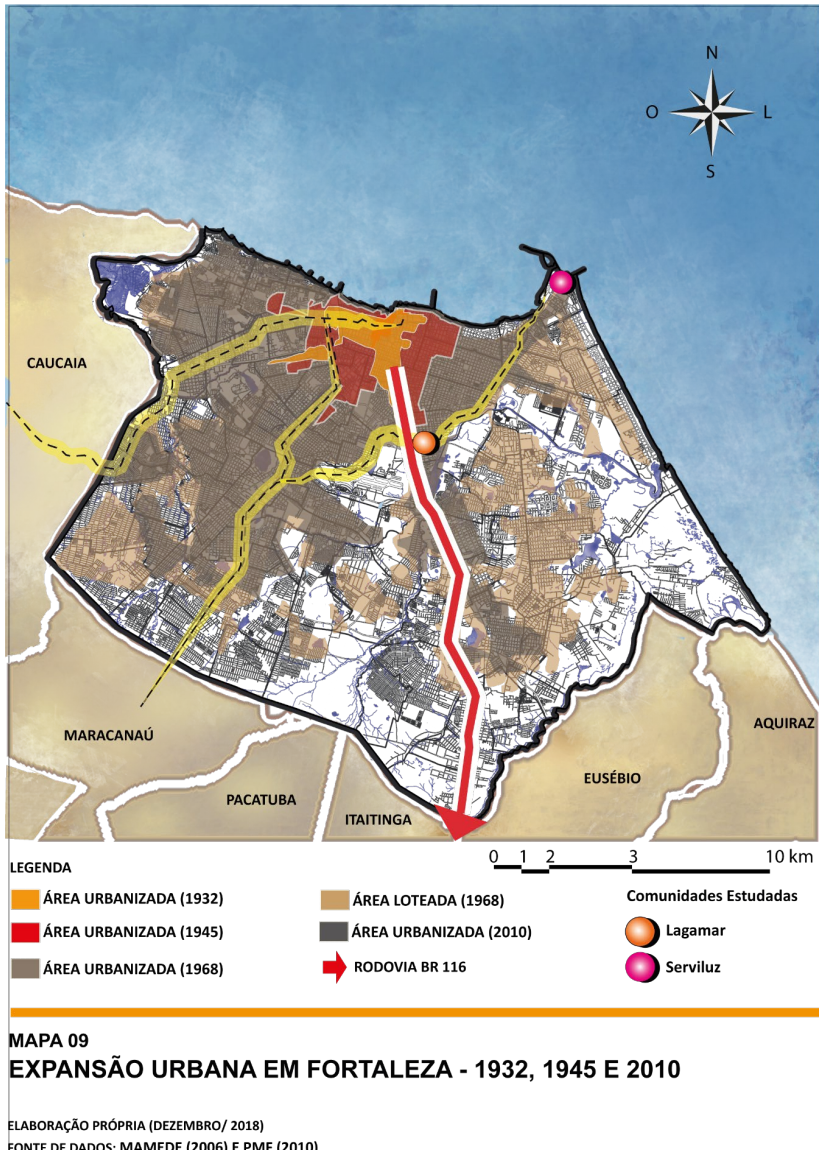 N
O
L
S
CAUCAIA
MARACANAÚ
PACATUBA
ITAITINGA
EUSÉBIO
AQUIRAZ
0 1 2 3 10 km
LEGENDA
ÁREA URBANIZADA (1932)
ÁREA URBANIZADA (1945)
ÁREA URBANIZADA (1968)
ÁREA LOTEADA (1968)
ÁREA URBANIZADA (2010)
RODOVIA BR 116
Comunidades Estudadas
Lagamar
Serviluz
MAPA 09
EXPANSÃO URBANA EM FORTALEZA - 1932, 1945 E 2010
ELABORAÇÃO PRÓPRIA (DEZEMBRO/ 2018)
FONTE DE DADOS: MAMEDE (2006) E PMF (2010)